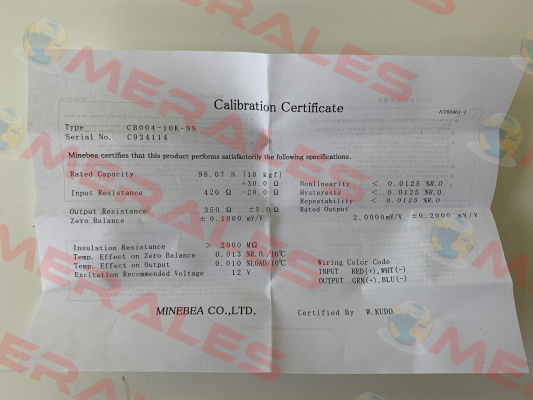 Calibration Certificate
KT60401-1
Type CB004-10K-NS
Serial No. C934114
Minebea certifies that this product performs satisfactorily the following specifications.
Rated Capacity 98.07 N [10 kgf]
+30.0 Ω
Input Resistance 420 Ω -20.0 Ω
Output Resistance 350 Ω ±5.0 Ω
Zero Balance ± 0.1000 mV/V
Nonlinearity < 0.0125 %R.O.
Hysteresis < 0.0125 %R.O.
Repeatability < 0.0125 %R.O.
Rated Output
2.0000mV/V ±0.2000 mV/V
Insulation Resistance > 2000 MΩ
Temp. Effect on Zero Balance 0.013 %R.O./10℃
Temp. Effect on Output 0.010 %LOAD/10℃
Excitation Recommended Voltage 12 V
Wiring Color Code
INPUT RED(+),WHT(-)
OUTPUT GRN(+),BLU(-)
MINEBEA CO.,LTD.
Certified By W.KUDO
MERALES
MERALES
MERALES